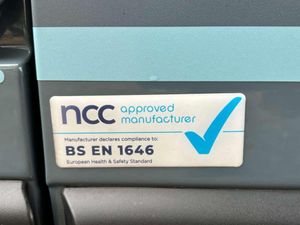 ncc approved
manufacturer
Manufacturer declares compliance to:
BS EN 1646
European Health & Safety Standard